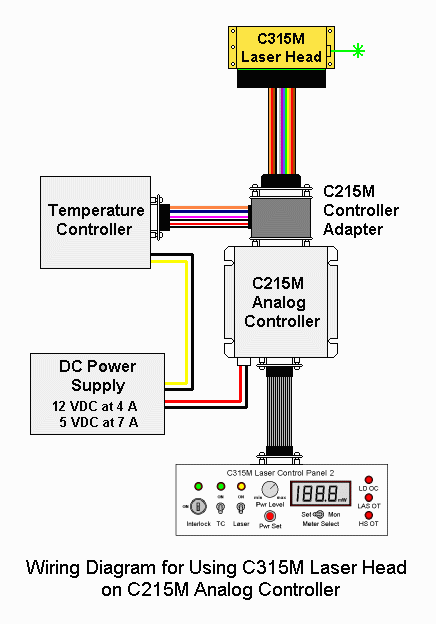 C315M
Laser Head
C215M
Controller
Adapter
Temperature
Controller
C215M
Analog
Controller
DC Power
Supply
12 VDC at 4 A
5 VDC at 7 A
C315M Laser Control Panel 2
ON ON
ON
Interlock TC Laser
min max
Pwr Level
Pwr Set
188.8 mW
Set Mon
Meter Select
LD OC
LAS OT
HS OT
Wiring Diagram for Using C315M Laser Head
on C215M Analog Controller